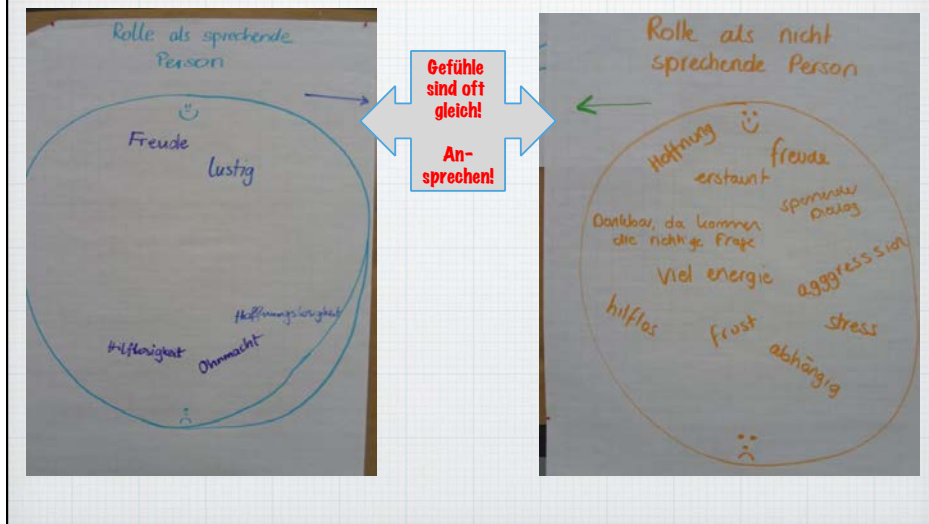 Rolle als sprechende
Person
Freude
lustig
Hoffnungslosigkeit
Hilflosigkeit
Ohnmacht
Gefühle
sind oft
gleich!
An-
sprechen!
Rolle als nicht
sprechende Person
Hoffnung
freude
erstaunt
spannender
Dialog
Dankbar, da kommen
die richtige Frage
Viel energie
agggresssion
hilflos
frust
stress
abhängig